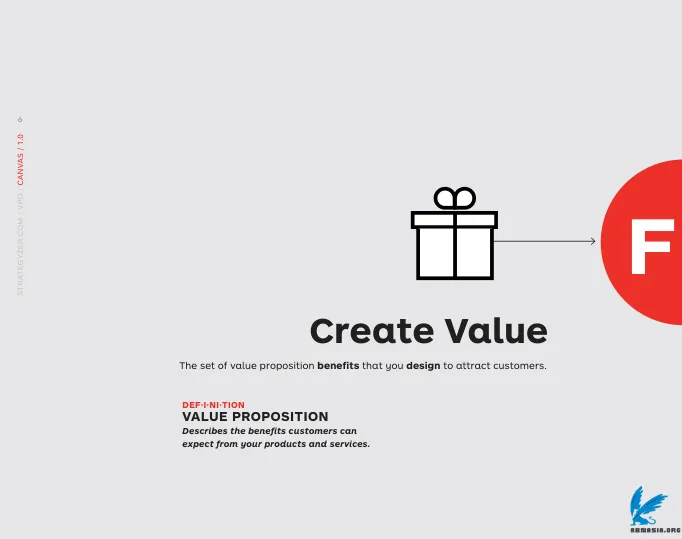 STRATEGYZER.COM / VPD / CANVAS / 1.0 6
F
Create Value
The set of value proposition benefits that you design to attract customers.
DEF·I·NI·TION
VALUE PROPOSITION
Describes the benefits customers can
expect from your products and services.
ABNASIA.ORG